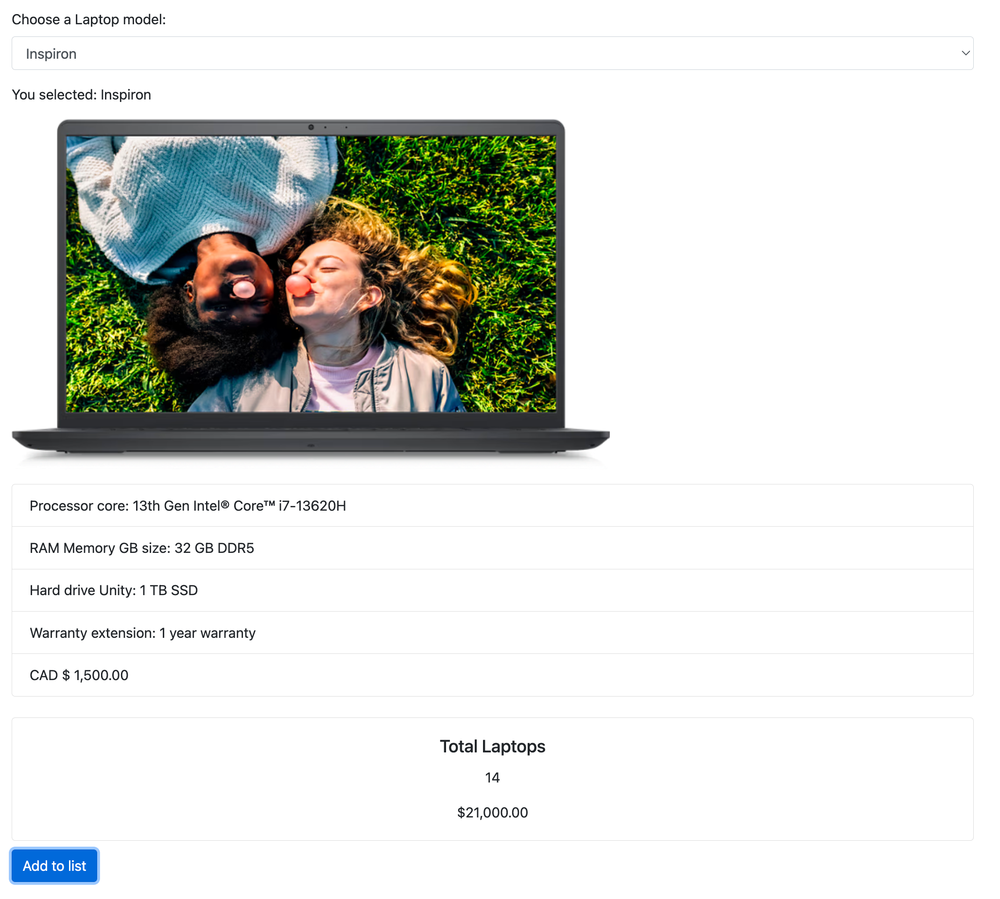 Choose a Laptop model:
Inspiron
You selected: Inspiron
Processor core: 13th Gen Intel® Core™ i7-13620H
RAM Memory GB size: 32 GB DDR5
Hard drive Unity: 1 TB SSD
Warranty extension: 1 year warranty
CAD $ 1,500.00
Total Laptops
14
$21,000.00
Add to list